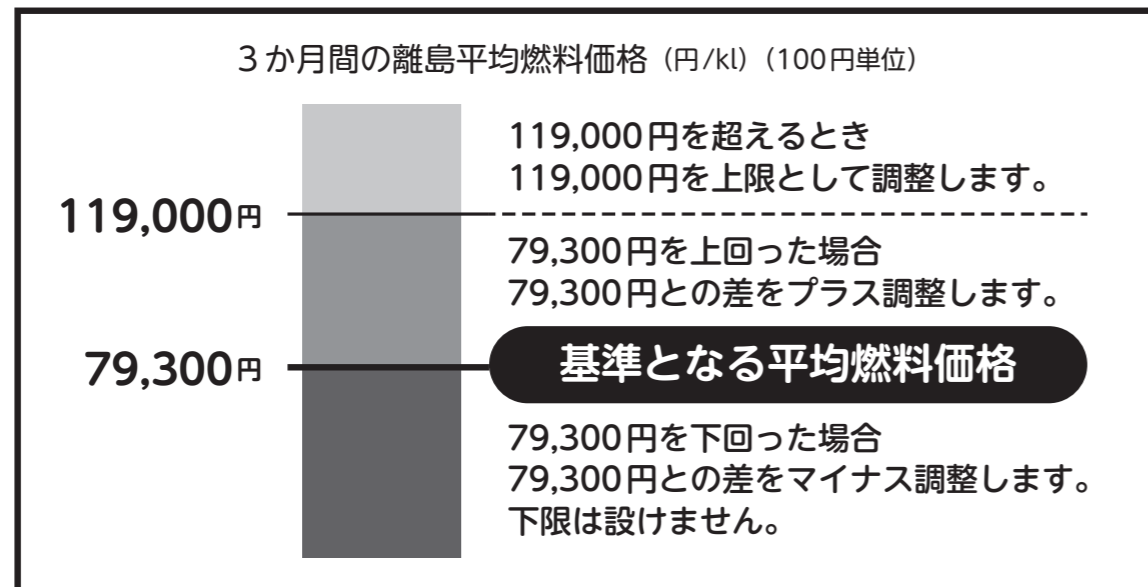 3か月間の離島平均燃料価格（円/kl）（100円単位）
119,000円を超えるとき
119,000円を上限として調整します。
119,000円
79,300円を上回った場合
79,300円との差をプラス調整します。
79,300円
基準となる平均燃料価格
79,300円を下回った場合
79,300円との差をマイナス調整します。
下限は設けません。